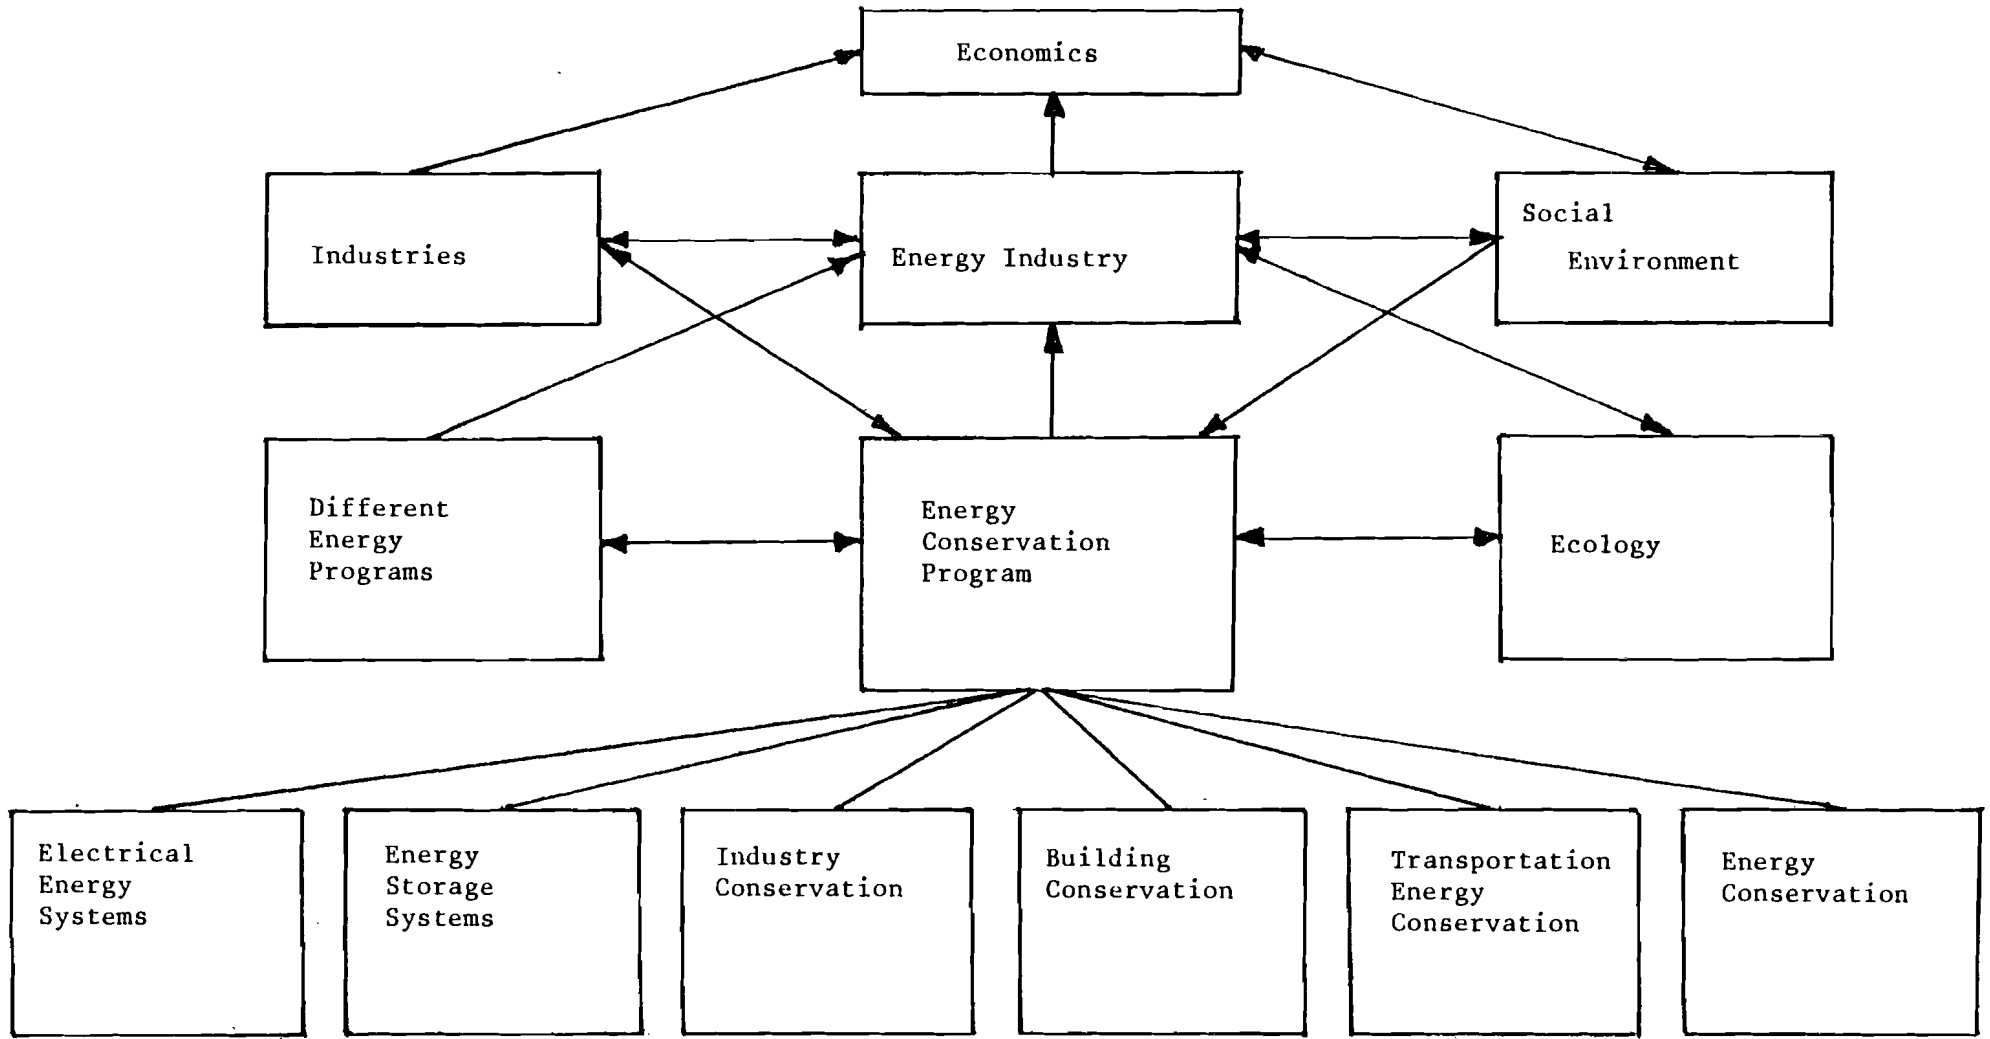 Economics
Industries
Energy Industry
Social
Environment
Different
Energy
Programs
Energy
Conservation
Program
Ecology
Electrical
Energy
Systems
Energy
Storage
Systems
Industry
Conservation
Building
Conservation
Transportation
Energy
Conservation
Energy
Conservation